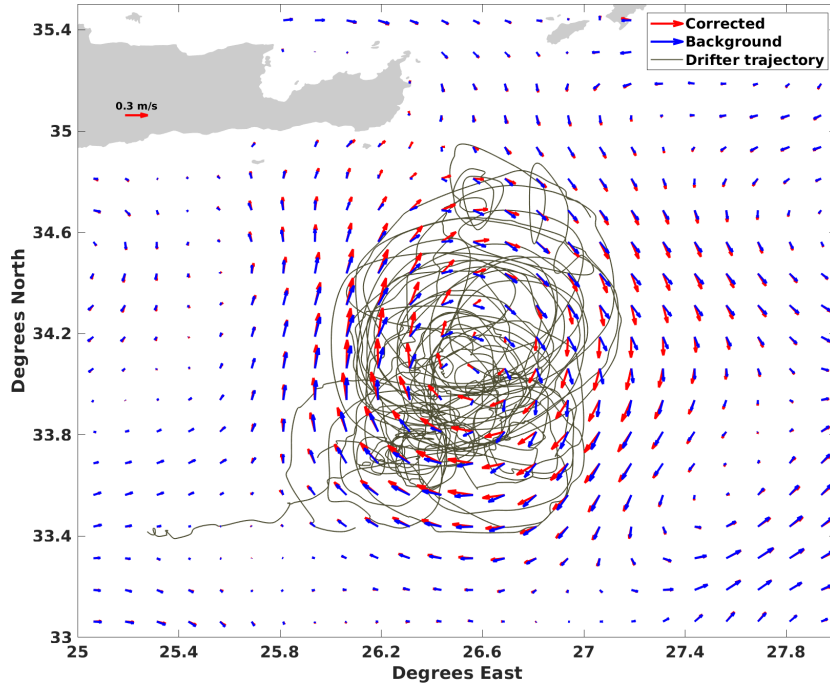 35.4
35
34.6
34.2
33.8
33.4
33
Degrees North
Corrected
Background
Drifter trajectory
0.3 m/s
25 25.4 25.8 26.2 26.6 27 27.4 27.8
Degrees East